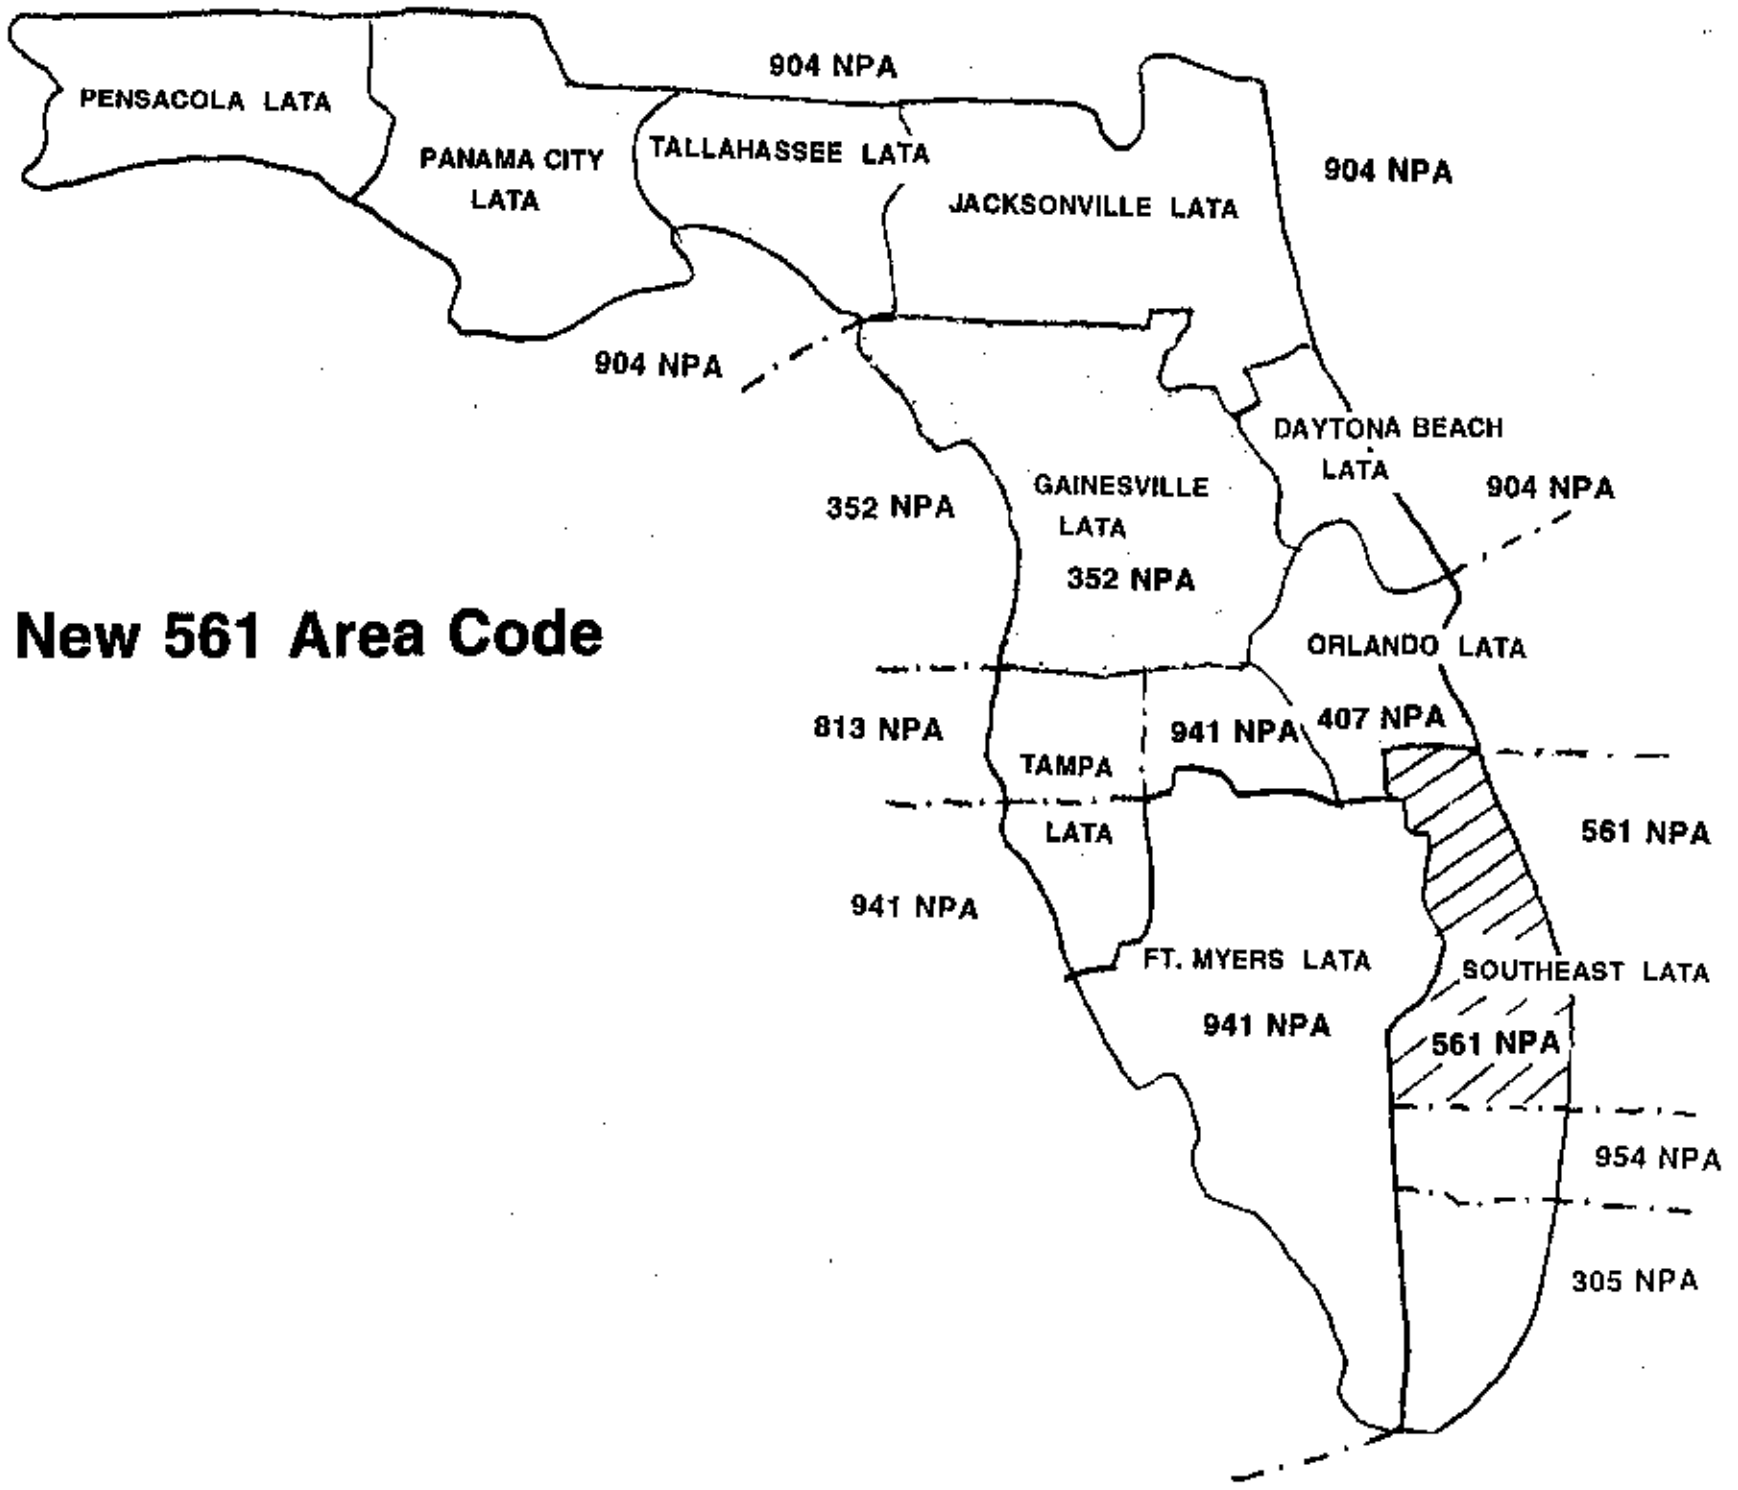 904 NPA
PENSACOLA LATA
PANAMA CITY
LATA
TALLAHASSEE LATA
904 NPA
JACKSONVILLE LATA
904 NPA
DAYTONA BEACH
LATA
904 NPA
352 NPA
GAINESVILLE
LATA
352 NPA
New 561 Area Code
ORLANDO LATA
407 NPA
813 NPA
941 NPA
TAMPA
LATA
561 NPA
941 NPA
FT. MYERS LATA
941 NPA
SOUTHEAST LATA
561 NPA
954 NPA
305 NPA